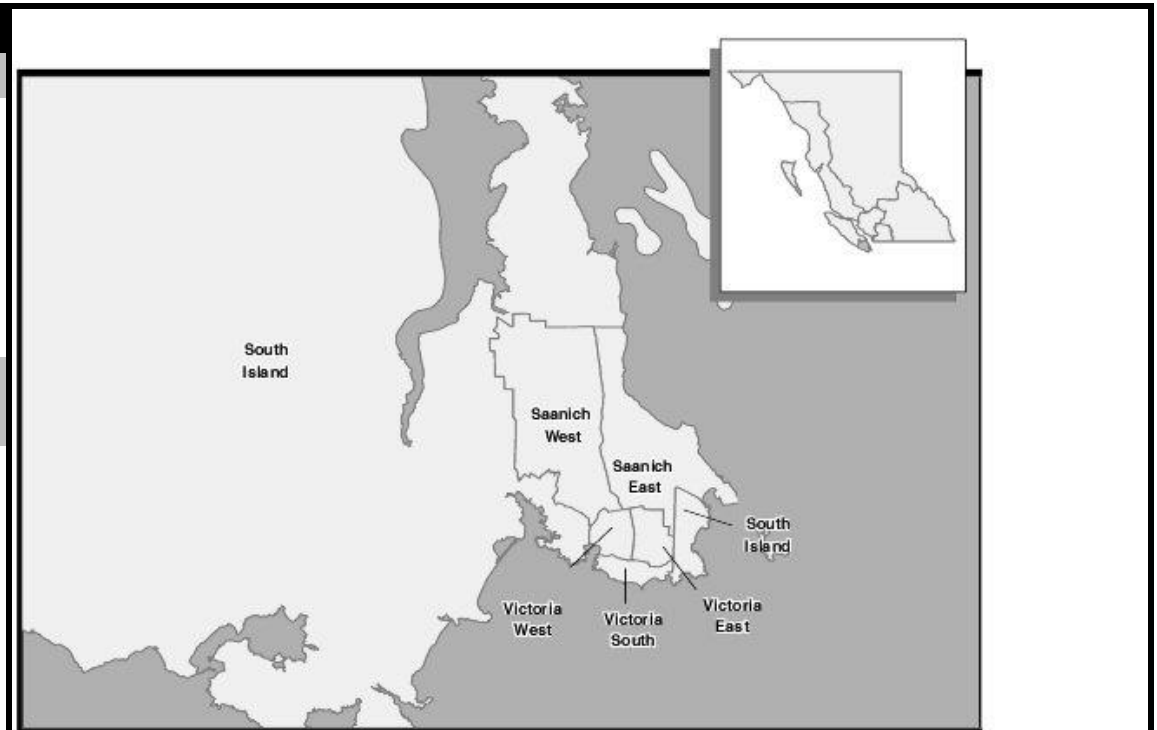 South
Island
Saanich
West
Saanich
East
South
Island
Victoria
West
Victoria
South
Victoria
East